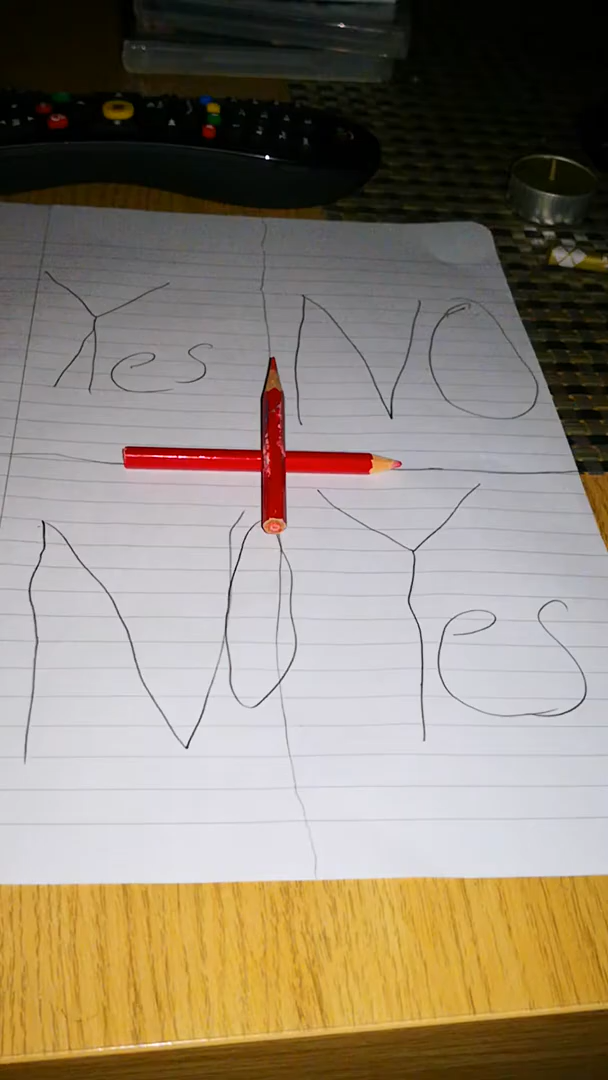 Yes NO
NO Yes